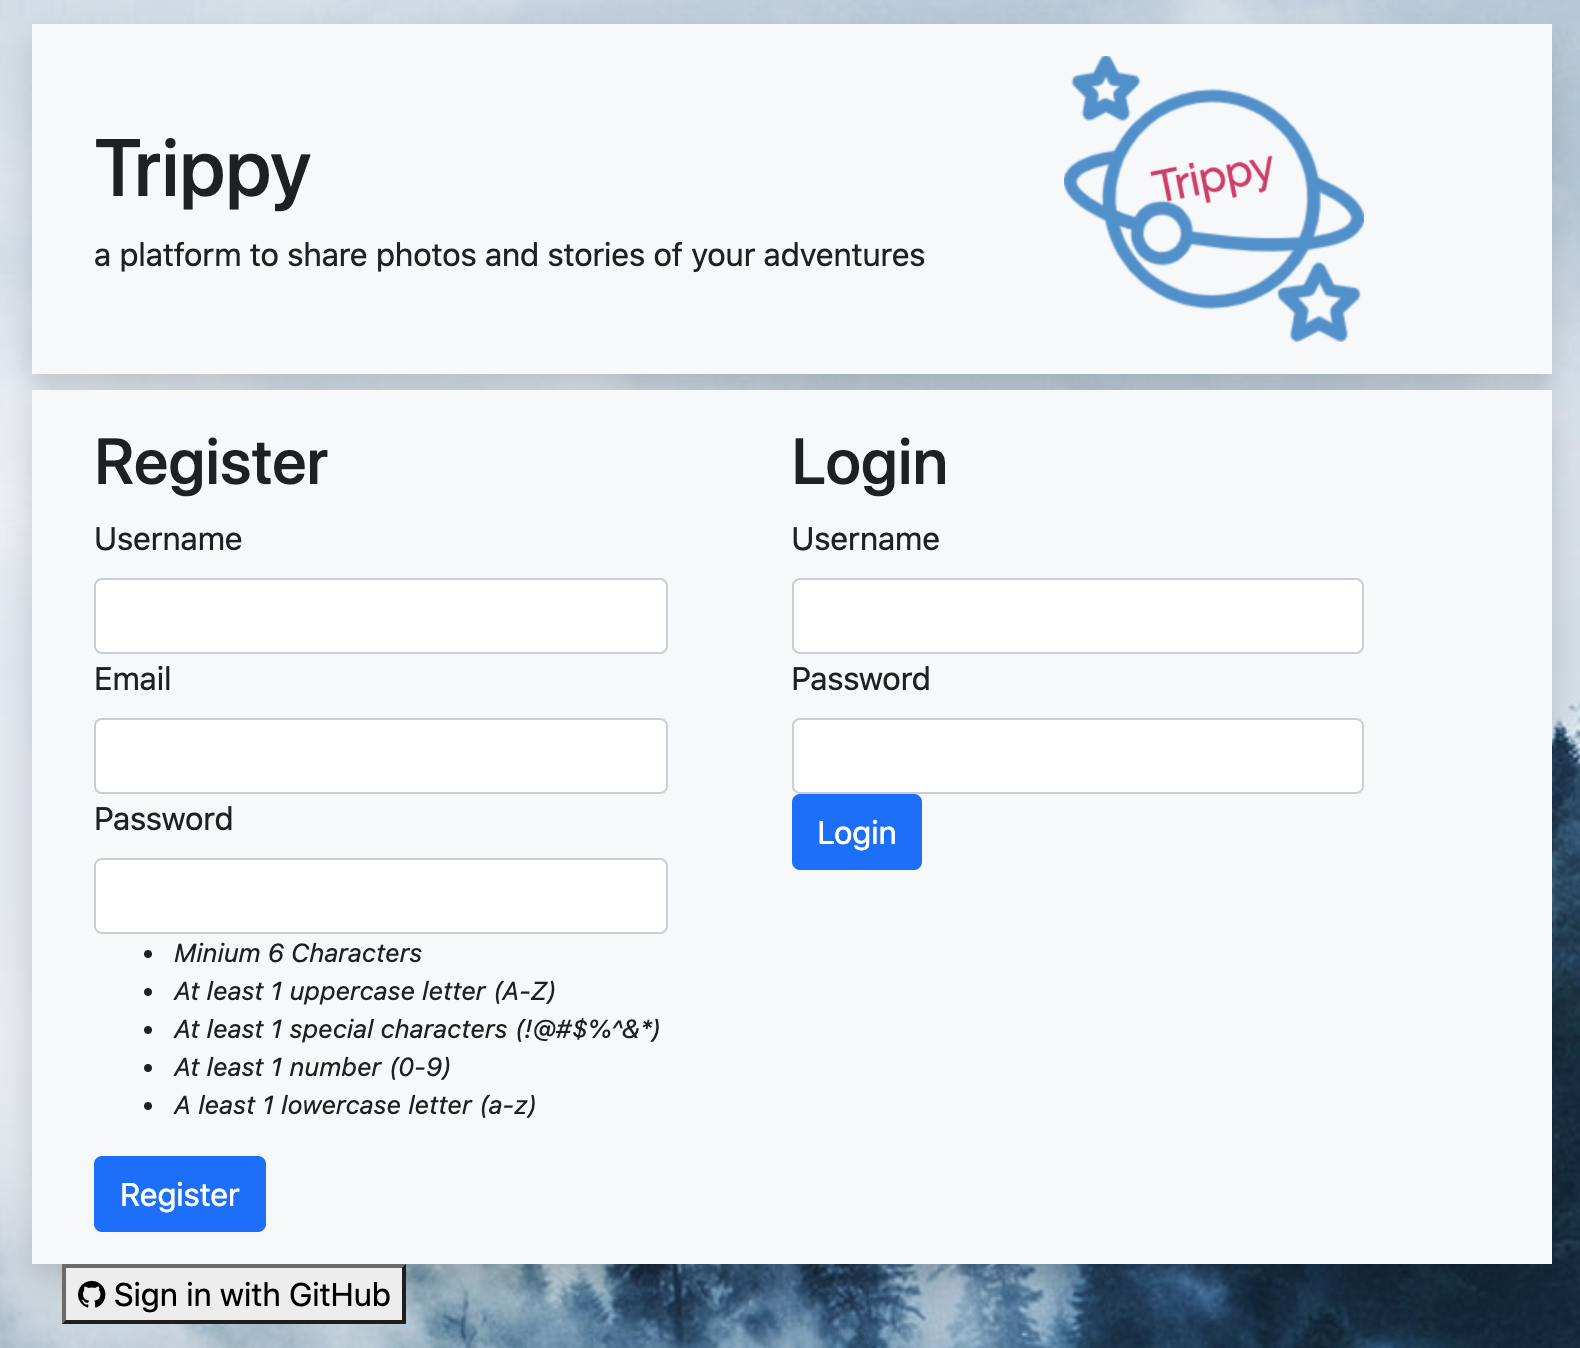 Trippy
a platform to share photos and stories of your adventures
Trippy
Register
Username
Email
Password
Minium 6 Characters
At least 1 uppercase letter (A-Z)
At least 1 special characters (!@#$%^&*)
At least 1 number (0-9)
A least 1 lowercase letter (a-z)
Register
Login
Username
Password
Login
Sign in with GitHub